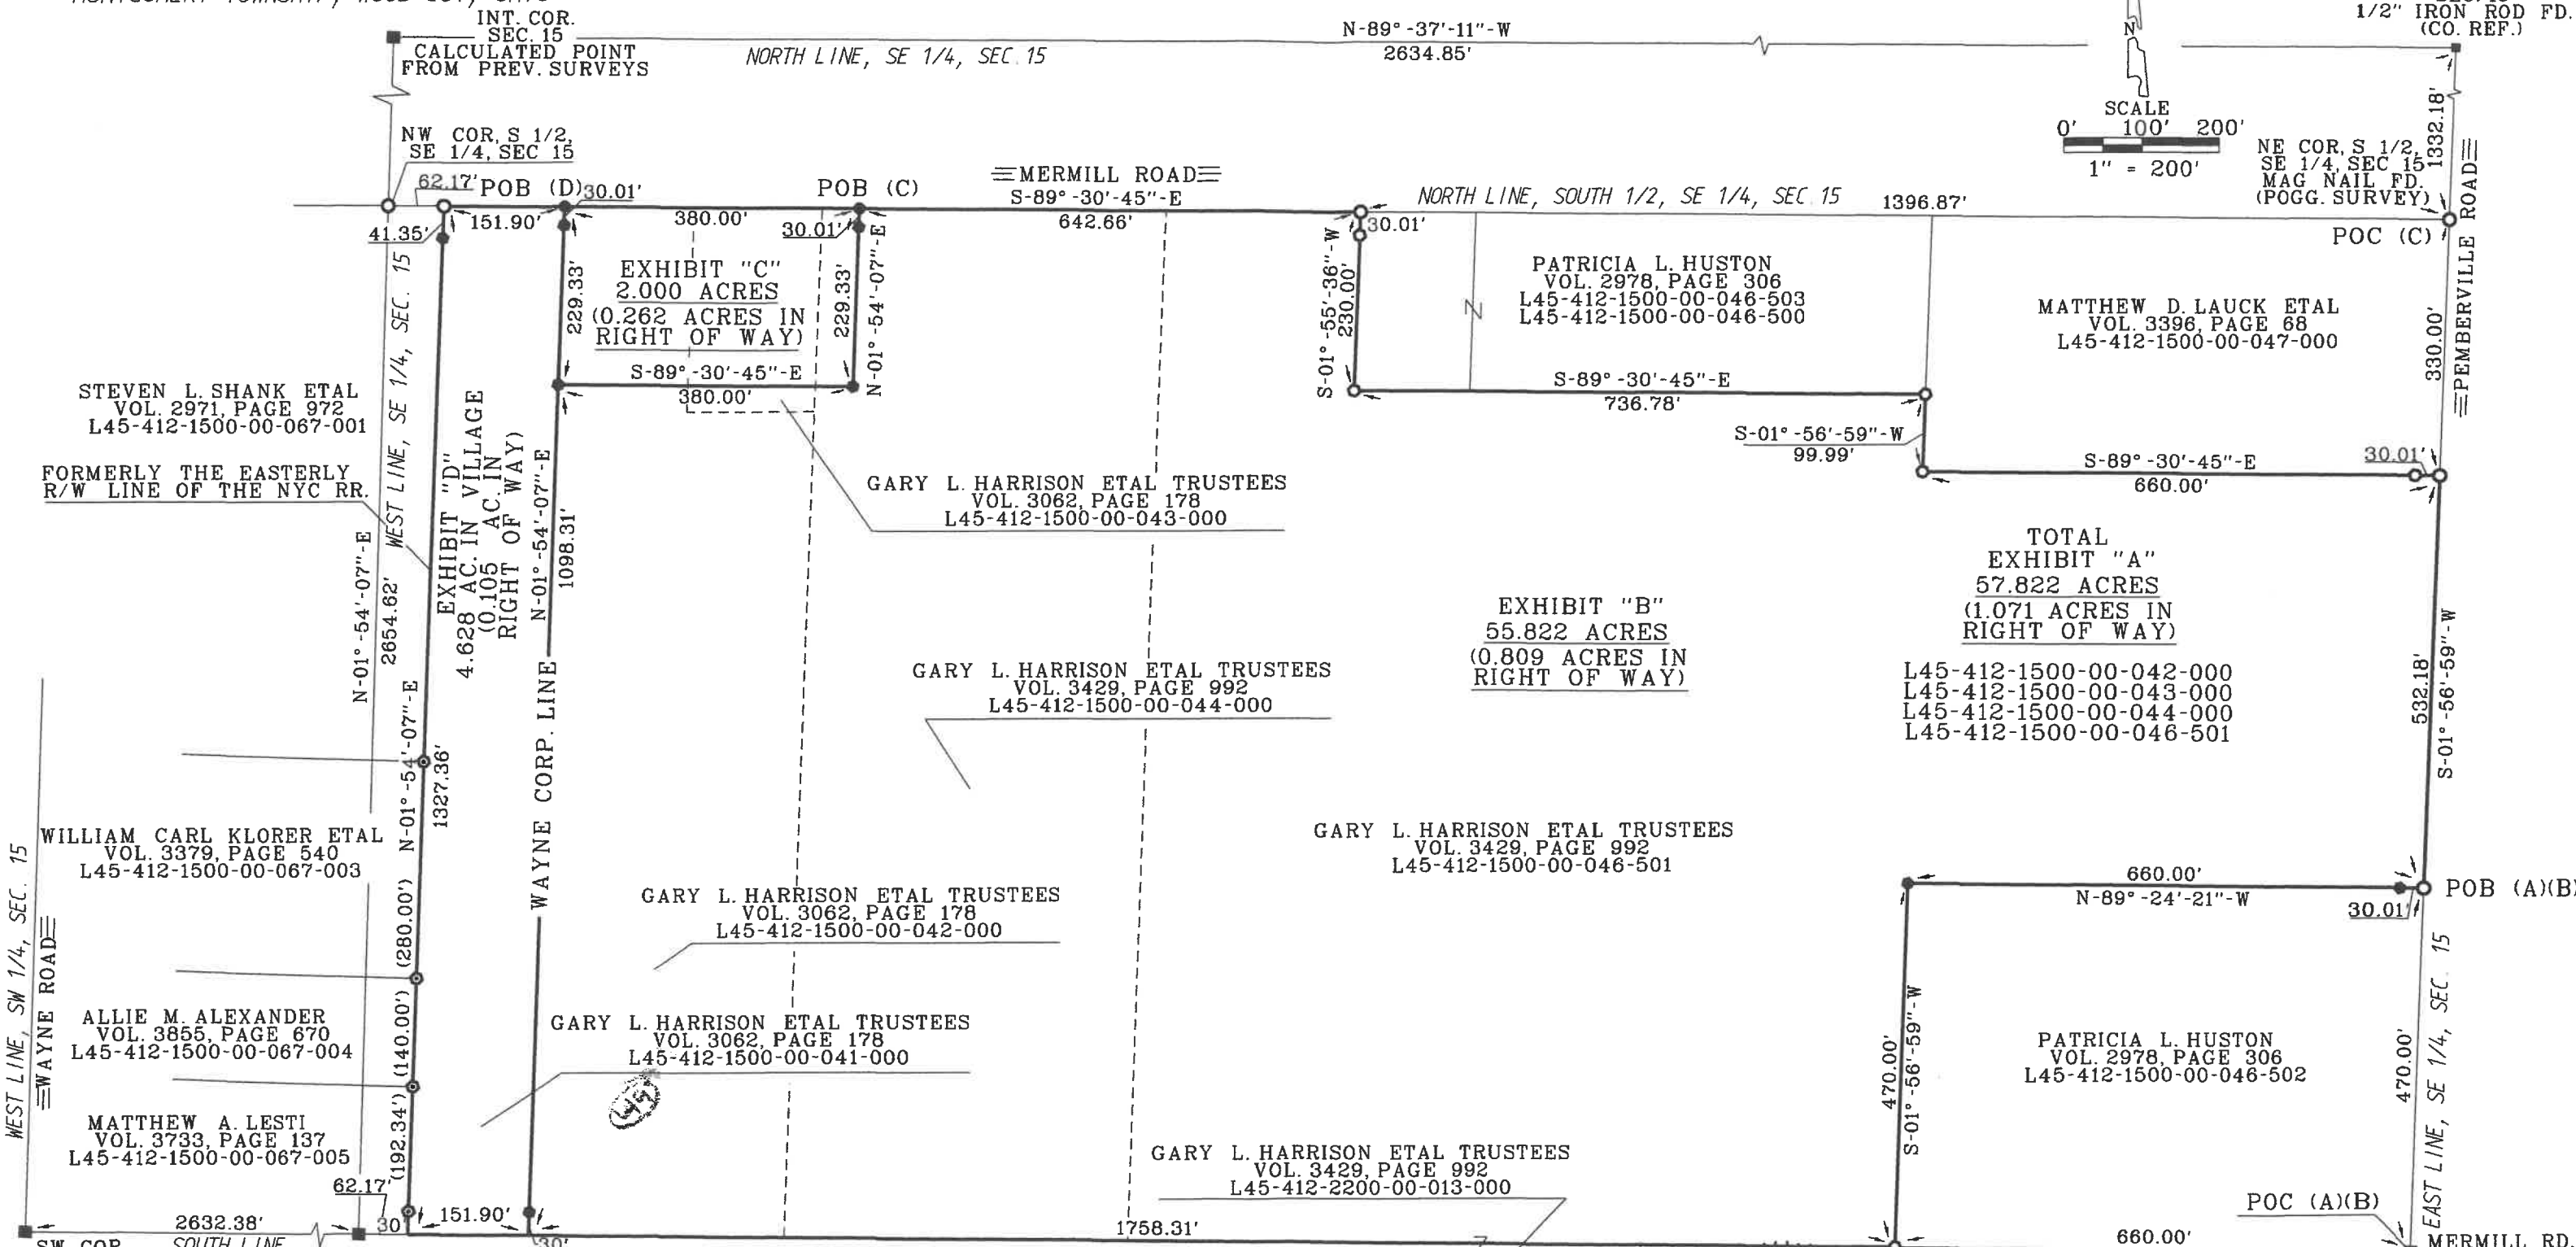 INT. COR.
SEC. 15
CALCULATED POINT
FROM PREV. SURVEYS
NORTH LINE, SE 1/4, SEC. 15
N-89°-37'-11"-W
2634.85'
N
SCALE
0' 100' 200'
1" = 200'
1/2" IRON ROD FD.
(CO. REF.)
1332.18'
NW COR, S 1/2,
SE 1/4, SEC 15
62.17'
POB (D)
30.01'
POB (C)
≡MERMILL ROAD≡
S-89°-30'-45"-E
642.66'
NORTH LINE, SOUTH 1/2, SE 1/4, SEC. 15
1396.87'
NE COR, S 1/2,
SE 1/4, SEC 15
MAG NAIL FD.
(POGG. SURVEY)
POC (C)
≡PEMBERVILLE ROAD≡
41.35'
151.90'
380.00'
30.01'
30.01'
229.33'
EXHIBIT "C"
2.000 ACRES
(0.262 ACRES IN
RIGHT OF WAY)
229.33'
N-01°-54'-07"-E
S-89°-30'-45"-E
380.00'
S-01°-55'-36"-W
230.00'
PATRICIA L. HUSTON
VOL. 2978, PAGE 306
L45-412-1500-00-046-503
L45-412-1500-00-046-500
MATTHEW D. LAUCK ETAL
VOL. 3396, PAGE 68
L45-412-1500-00-047-000
330.00'
S-89°-30'-45"-E
736.78'
S-01°-56'-59"-W
99.99'
S-89°-30'-45"-E
660.00'
30.01'
STEVEN L. SHANK ETAL
VOL. 2971, PAGE 972
L45-412-1500-00-067-001
FORMERLY THE EASTERLY
R/W LINE OF THE NYC RR.
WEST LINE, SE 1/4, SEC. 15
N-01°-54'-07"-E
2654.62'
EXHIBIT "D"
4.628 AC. IN VILLAGE
(0.105 AC. IN
RIGHT OF WAY)
N-01°-54'-07"-E
1098.31'
WAYNE CORP. LINE
GARY L. HARRISON ETAL TRUSTEES
VOL. 3062, PAGE 178
L45-412-1500-00-043-000
TOTAL
EXHIBIT "A"
57.822 ACRES
(1.071 ACRES IN
RIGHT OF WAY)
L45-412-1500-00-042-000
L45-412-1500-00-043-000
L45-412-1500-00-044-000
L45-412-1500-00-046-501
EXHIBIT "B"
55.822 ACRES
(0.809 ACRES IN
RIGHT OF WAY)
532.18'
S-01°-56'-59"-W
GARY L. HARRISON ETAL TRUSTEES
VOL. 3429, PAGE 992
L45-412-1500-00-044-000
N-01°-54'-07"-E
1327.36'
GARY L. HARRISON ETAL TRUSTEES
VOL. 3429, PAGE 992
L45-412-1500-00-046-501
660.00'
N-89°-24'-21"-W
30.01'
POB (A)(B)
WILLIAM CARL KLORER ETAL
VOL. 3379, PAGE 540
L45-412-1500-00-067-003
(280.00')
GARY L. HARRISON ETAL TRUSTEES
VOL. 3062, PAGE 178
L45-412-1500-00-042-000
WEST LINE, SW 1/4, SEC. 15
≡WAYNE ROAD≡
ALLIE M. ALEXANDER
VOL. 3855, PAGE 670
L45-412-1500-00-067-004
(140.00')
GARY L. HARRISON ETAL TRUSTEES
VOL. 3062, PAGE 178
L45-412-1500-00-041-000
470.00'
S-01°-56'-59"-W
PATRICIA L. HUSTON
VOL. 2978, PAGE 306
L45-412-1500-00-046-502
470.00'
EAST LINE, SE 1/4, SEC. 15
MATTHEW A. LESTI
VOL. 3733, PAGE 137
L45-412-1500-00-067-005
(192.34')
62.17'
GARY L. HARRISON ETAL TRUSTEES
VOL. 3429, PAGE 992
L45-412-2200-00-013-000
POC (A)(B)
2632.38'
30'
151.90'
30'
1758.31'
660.00'
MERMILL RD.
SW COR.
SOUTH LINE